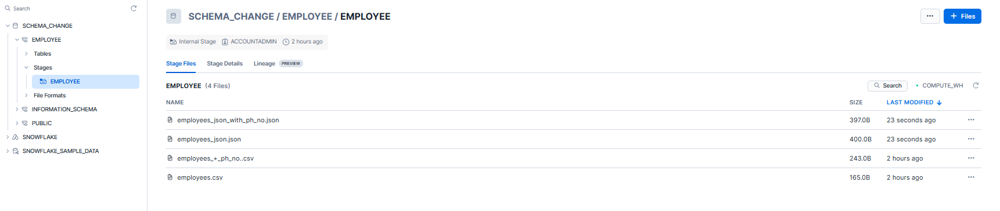 Search
SCHEMA_CHANGE
EMPLOYEE
Tables
Stages
EMPLOYEE
File Formats
INFORMATION_SCHEMA
PUBLIC
SNOWFLAKE
SNOWFLAKE_SAMPLE_DATA
SCHEMA_CHANGE / EMPLOYEE / EMPLOYEE
... + Files
Internal Stage ACCOUNTADMIN 2 hours ago
Stage Files Stage Details Lineage PREVIEW
EMPLOYEE (4 Files) Search COMPUTE_WH
NAME SIZE LAST MODIFIED
employees_json_with_ph_no.json 397.0B 23 seconds ago ...
employees_json.json 400.0B 23 seconds ago ...
employees_+_ph_no..csv 243.0B 2 hours ago ...
employees.csv 165.0B 2 hours ago ...